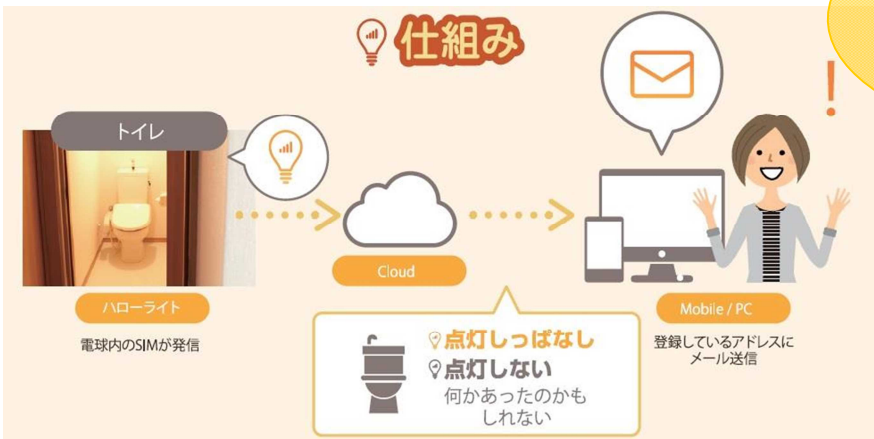 仕組み
トイレ
ハローライト
電球内のSIMが発信
Cloud
点灯しっぱなし
点灯しない
何かあったのかも
しれない
!
Mobile / PC
登録しているアドレスに
メール送信